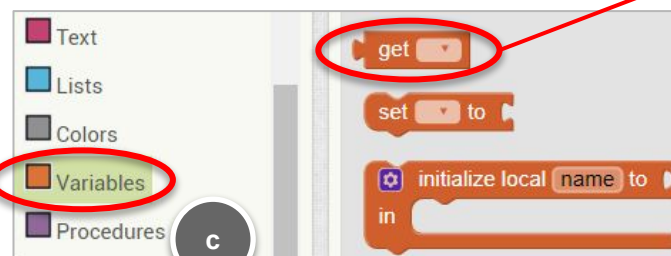 Text
Lists
Colors
Variables
Procedures
c
get
set to
initialize local name to
in